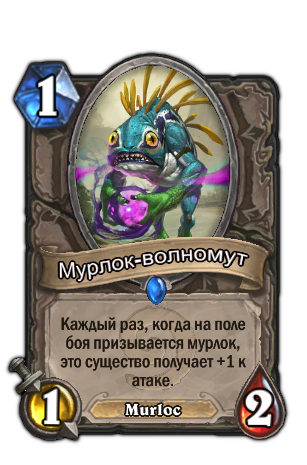 1
Мурлок-волномут
Каждый раз, когда на поле
боя призывается мурлок,
это существо получает +1 к
атаке.
Murloc
1
2